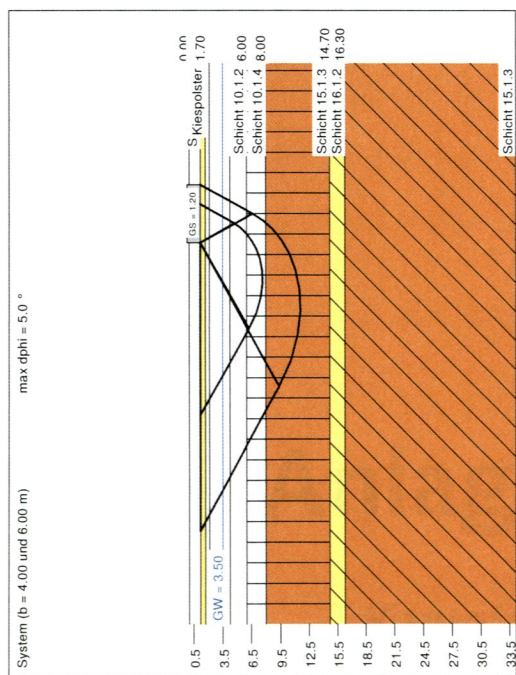 System (b = 4.00 und 6.00 m)
max dphi = 5.0 °
S
Kiespolster
1.70
GS = 1.20
GW = 3.50
Schicht 10.1.2
6.00
Schicht 10.1.4
8.00
Schicht 15.1.3
14.70
Schicht 16.1.2
16.30
Schicht 15.1.3
0.5
3.5
6.5
9.5
12.5
15.5
18.5
21.5
24.5
27.5
30.5
33.5